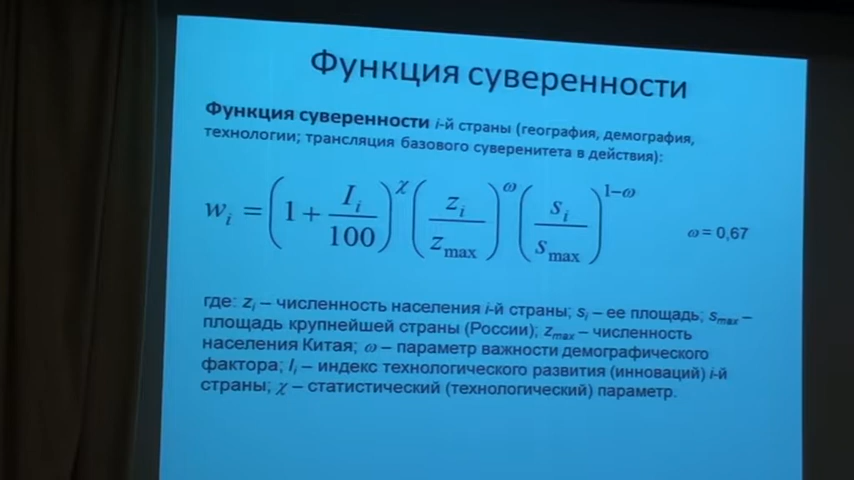 Функция суверенности
Функция суверенности i-й страны (география, демография,
технологии; трансляция базового суверенитета в действия):
w_i = (1 + I_i/100)^χ (z_i/z_max)^ω (s_i/s_max)^{1−ω}
ω = 0,67
где: z_i – численность населения i-й страны; s_i – ее площадь; s_max –
площадь крупнейшей страны (России); z_max – численность
населения Китая; ω – параметр важности демографического
фактора; I_i – индекс технологического развития (инноваций) i-й
страны; χ – статистический (технологический) параметр.